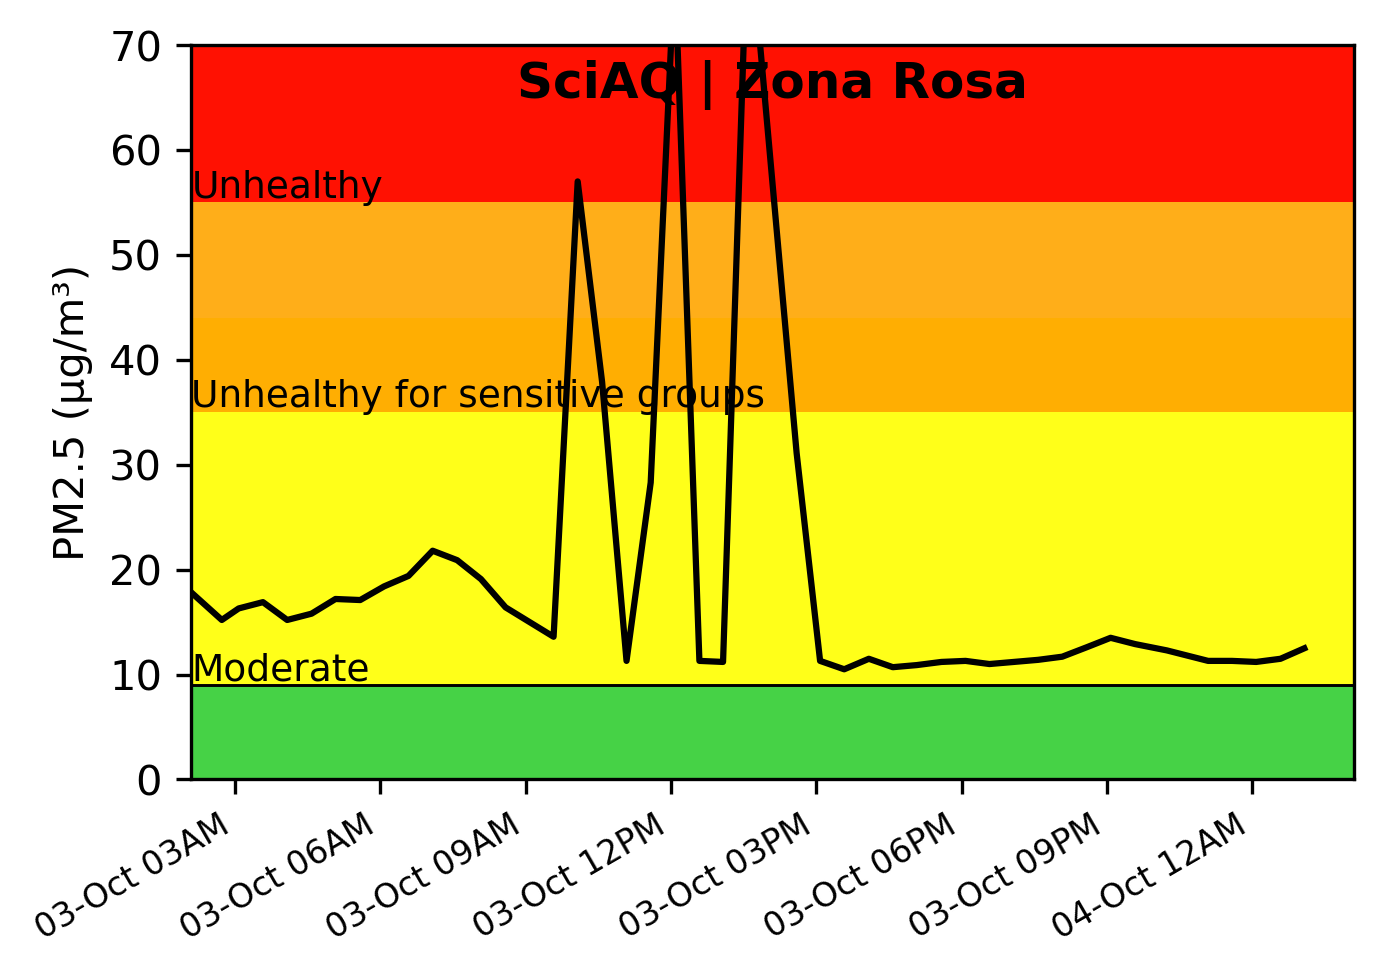 SciAQ | Zona Rosa
PM2.5 (µg/m³)
70
60
50
40
30
20
10
0
Unhealthy
Unhealthy for sensitive groups
Moderate
03-Oct 03AM
03-Oct 06AM
03-Oct 09AM
03-Oct 12PM
03-Oct 03PM
03-Oct 06PM
03-Oct 09PM
04-Oct 12AM